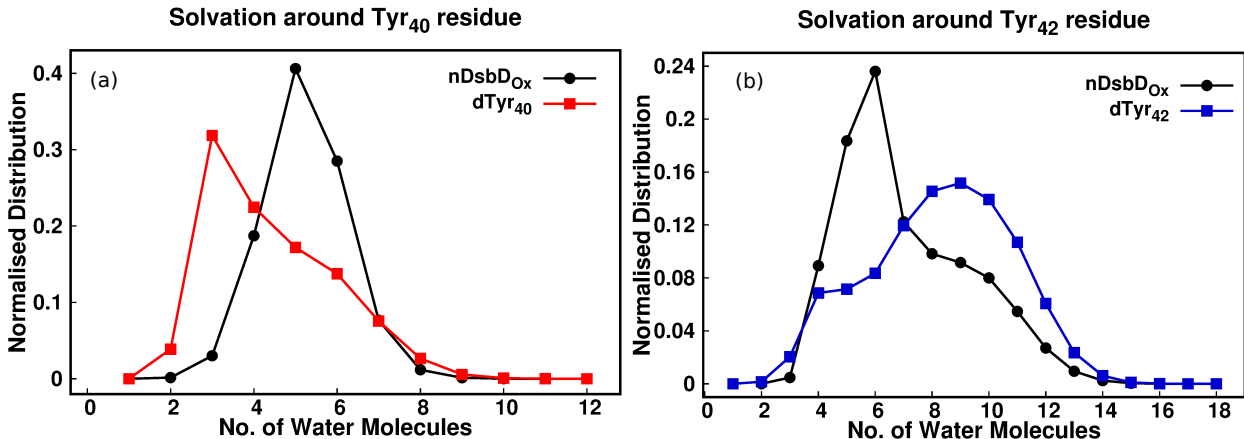 Solvation around Tyr40 residue
(a)
nDsbDOx
dTyr40
Normalised Distribution
0.4
0.3
0.2
0.1
0
0 2 4 6 8 10 12
No. of Water Molecules
Solvation around Tyr42 residue
(b)
nDsbDOx
dTyr42
Normalised Distribution
0.24
0.2
0.16
0.12
0.08
0.04
0
0 2 4 6 8 10 12 14 16 18
No. of Water Molecules